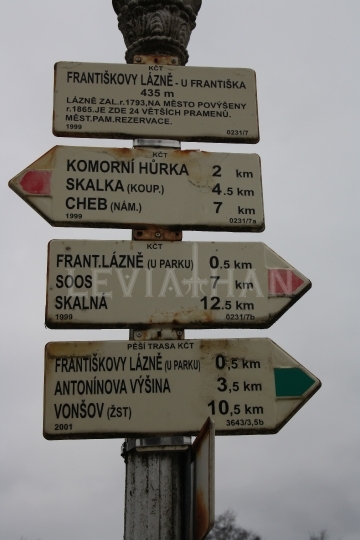 KČT
FRANTIŠKOVY LÁZNĚ - U FRANTIŠKA
435 m
LÁZNĚ ZAL.r.1793,NA MĚSTO POVÝŠENY
r.1865.JE ZDE 24 VĚTŠÍCH PRAMENŮ.
MĚST.PAM.REZERVACE.
1999 0231/7
KČT
KOMORNÍ HŮRKA 2 km
SKALKA (KOUP.) 4.5 km
CHEB (NÁM.) 7 km
1999 0231/7a
KČT
FRANT.LÁZNĚ (U PARKU) 0.5 km
SOOS 7 km
SKALNÁ 12.5 km
1999 0231/7b
LEVIATHAN
PĚŠÍ TRASA KČT
FRANTIŠKOVY LÁZNĚ (U PARKU) 0,5 km
ANTONÍNOVA VÝŠINA 3,5 km
VONŠOV (ŽST) 10,5 km
2001 3643/3,5b